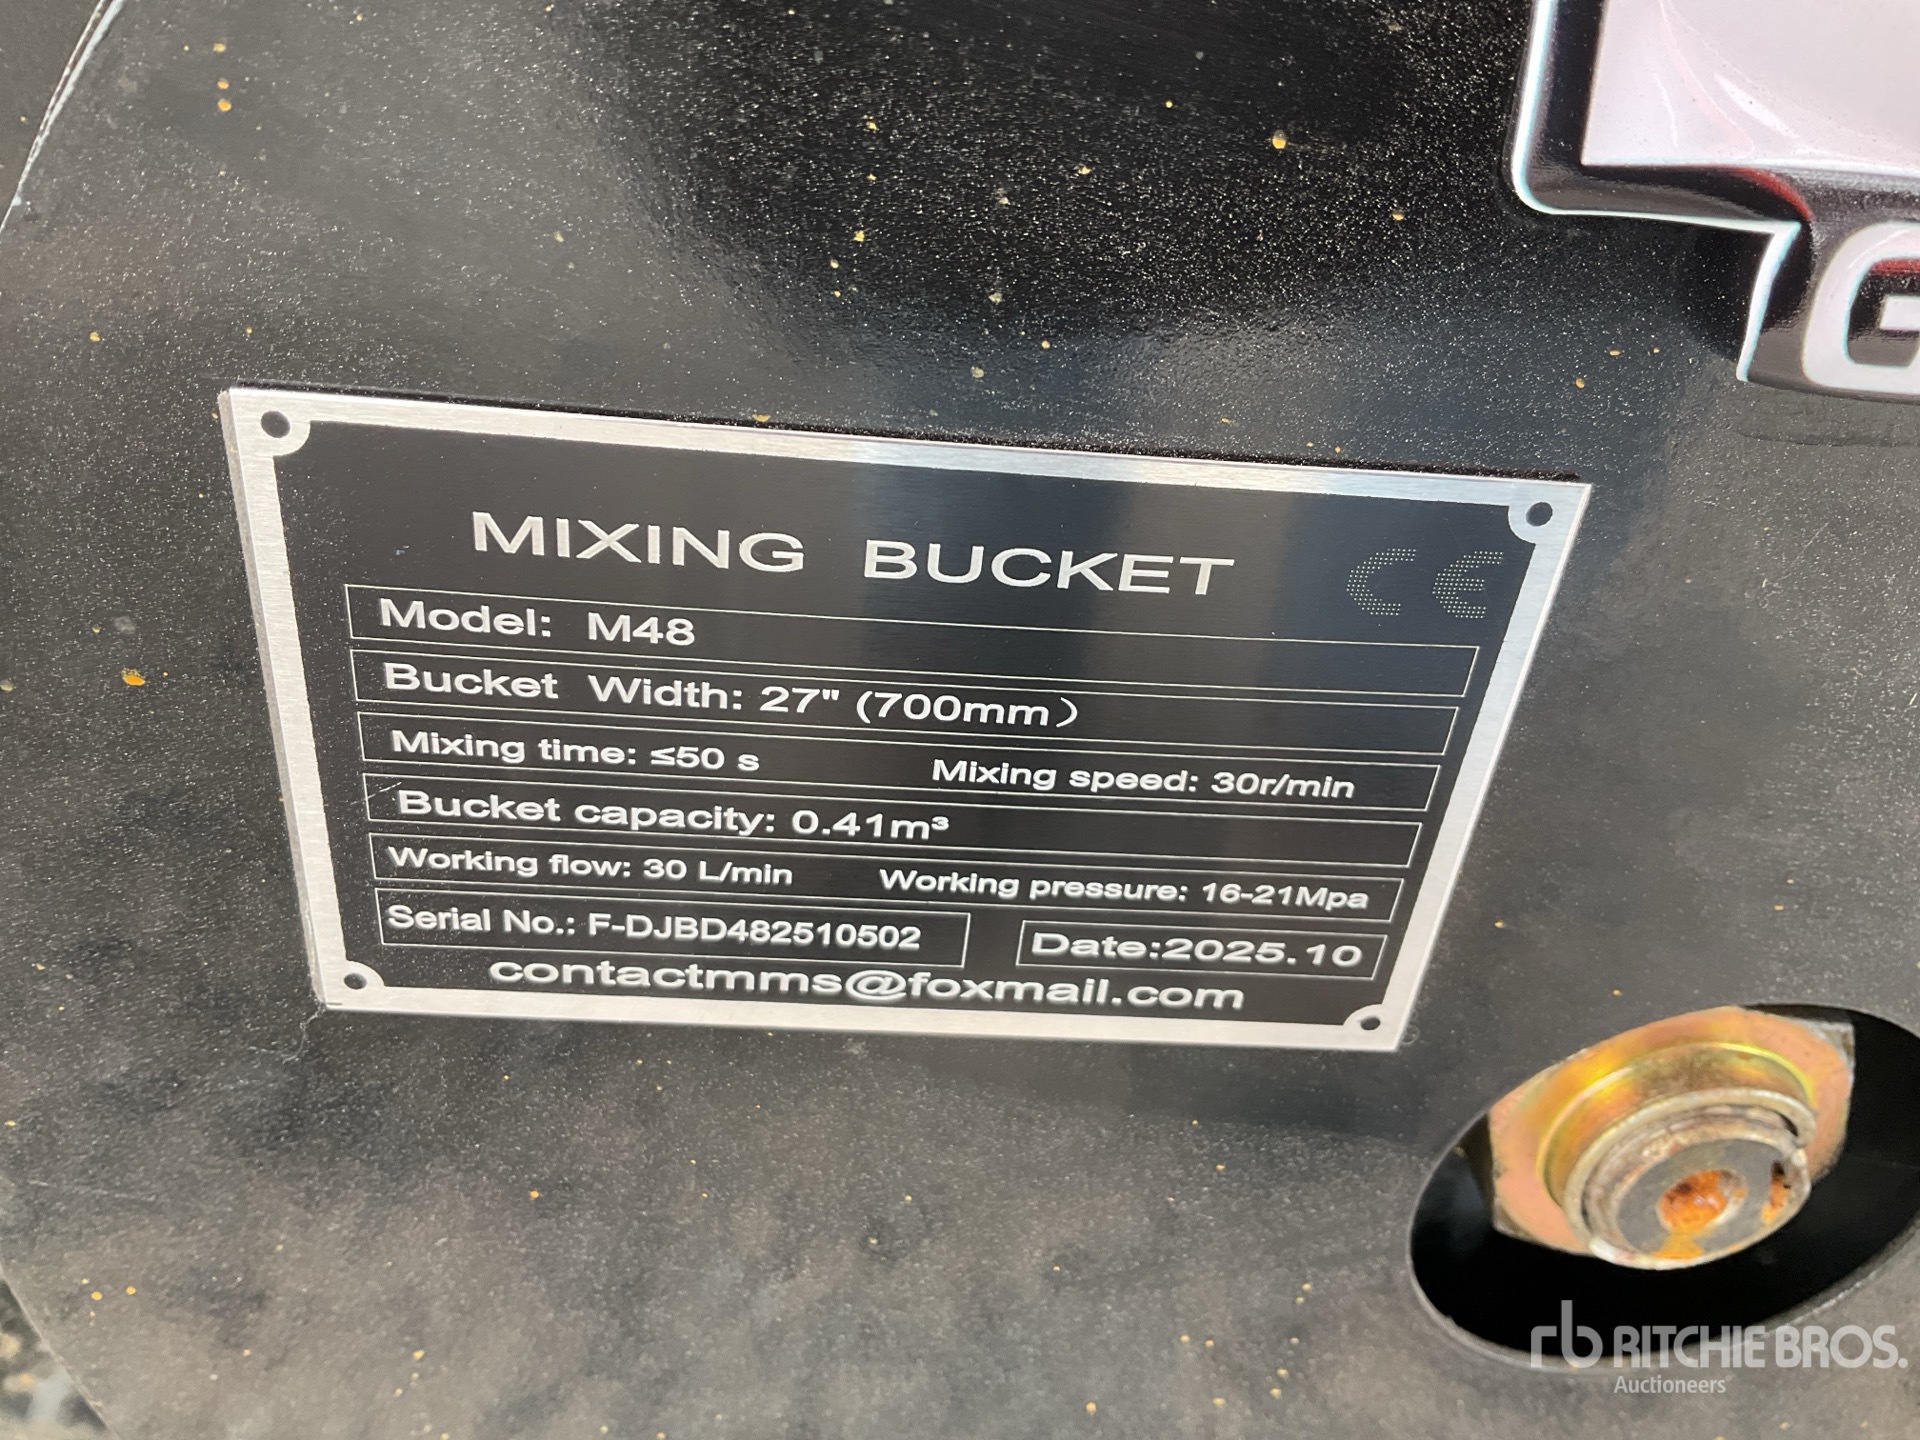 G
MIXING BUCKET CE
Model: M48
Bucket Width: 27" (700mm)
Mixing time: ≤50 s Mixing speed: 30r/min
Bucket capacity: 0.41m³
Working flow: 30 L/min Working pressure: 16-21Mpa
Serial No.: F-DJBD482510502 Date:2025.10
contactmms@foxmail.com
rb RITCHIE BROS.
Auctioneers